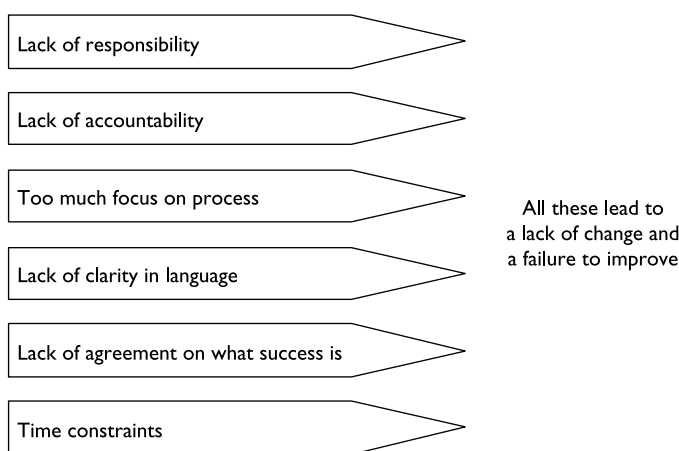 Lack of responsibility
Lack of accountability
Too much focus on process
Lack of clarity in language
Lack of agreement on what success is
Time constraints
All these lead to
a lack of change and
a failure to improve